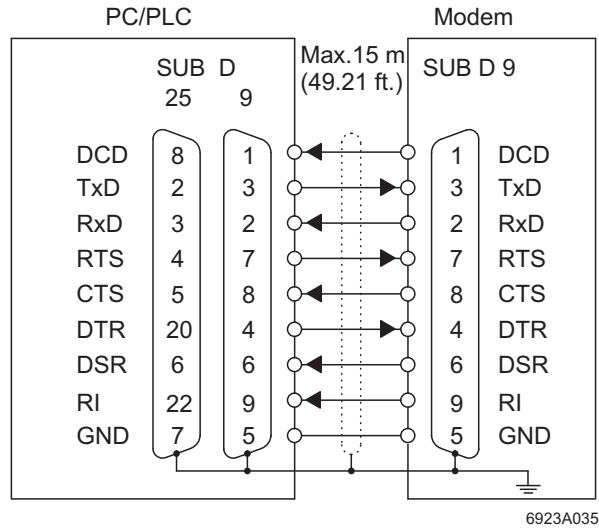 PC/PLC Modem
Max.15 m
(49.21 ft.)
SUB D SUB D 9
25 9
DCD 8 1 1 DCD
TxD 2 3 3 TxD
RxD 3 2 2 RxD
RTS 4 7 7 RTS
CTS 5 8 8 CTS
DTR 20 4 4 DTR
DSR 6 6 6 DSR
RI 22 9 9 RI
GND 7 5 5 GND
6923A035